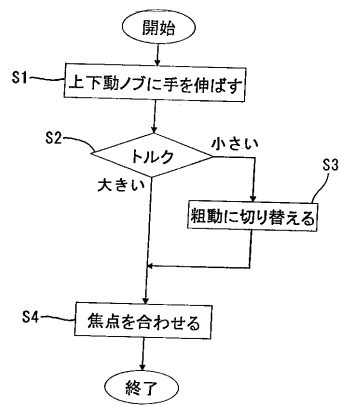 開始
S1
上下動ノブに手を伸ばす
S2
トルク
小さい
大きい
S3
粗動に切り替える
S4
焦点を合わせる
終了